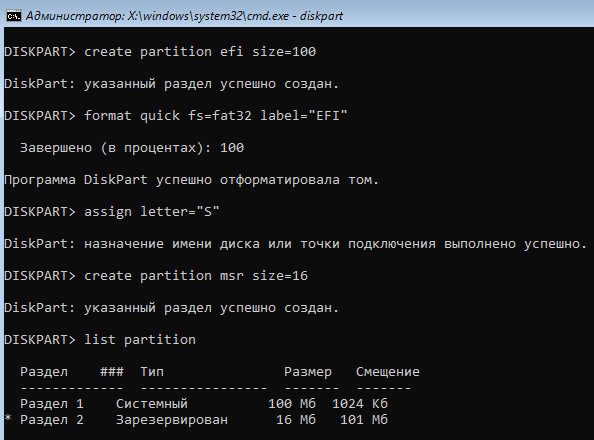 Администратор: X:\windows\system32\cmd.exe - diskpart
DISKPART> create partition efi size=100
DiskPart: указанный раздел успешно создан.
DISKPART> format quick fs=fat32 label="EFI"
Завершено (в процентах): 100
Программа DiskPart успешно отформатировала том.
DISKPART> assign letter="S"
DiskPart: назначение имени диска или точки подключения выполнено успешно.
DISKPART> create partition msr size=16
DiskPart: указанный раздел успешно создан.
DISKPART> list partition
Раздел    ###  Тип               Размер   Смещение
-------------  ----------------  -------  -------
Раздел 1    Системный          100 Мб  1024 Кб
* Раздел 2    Зарезервирован      16 Мб   101 Мб